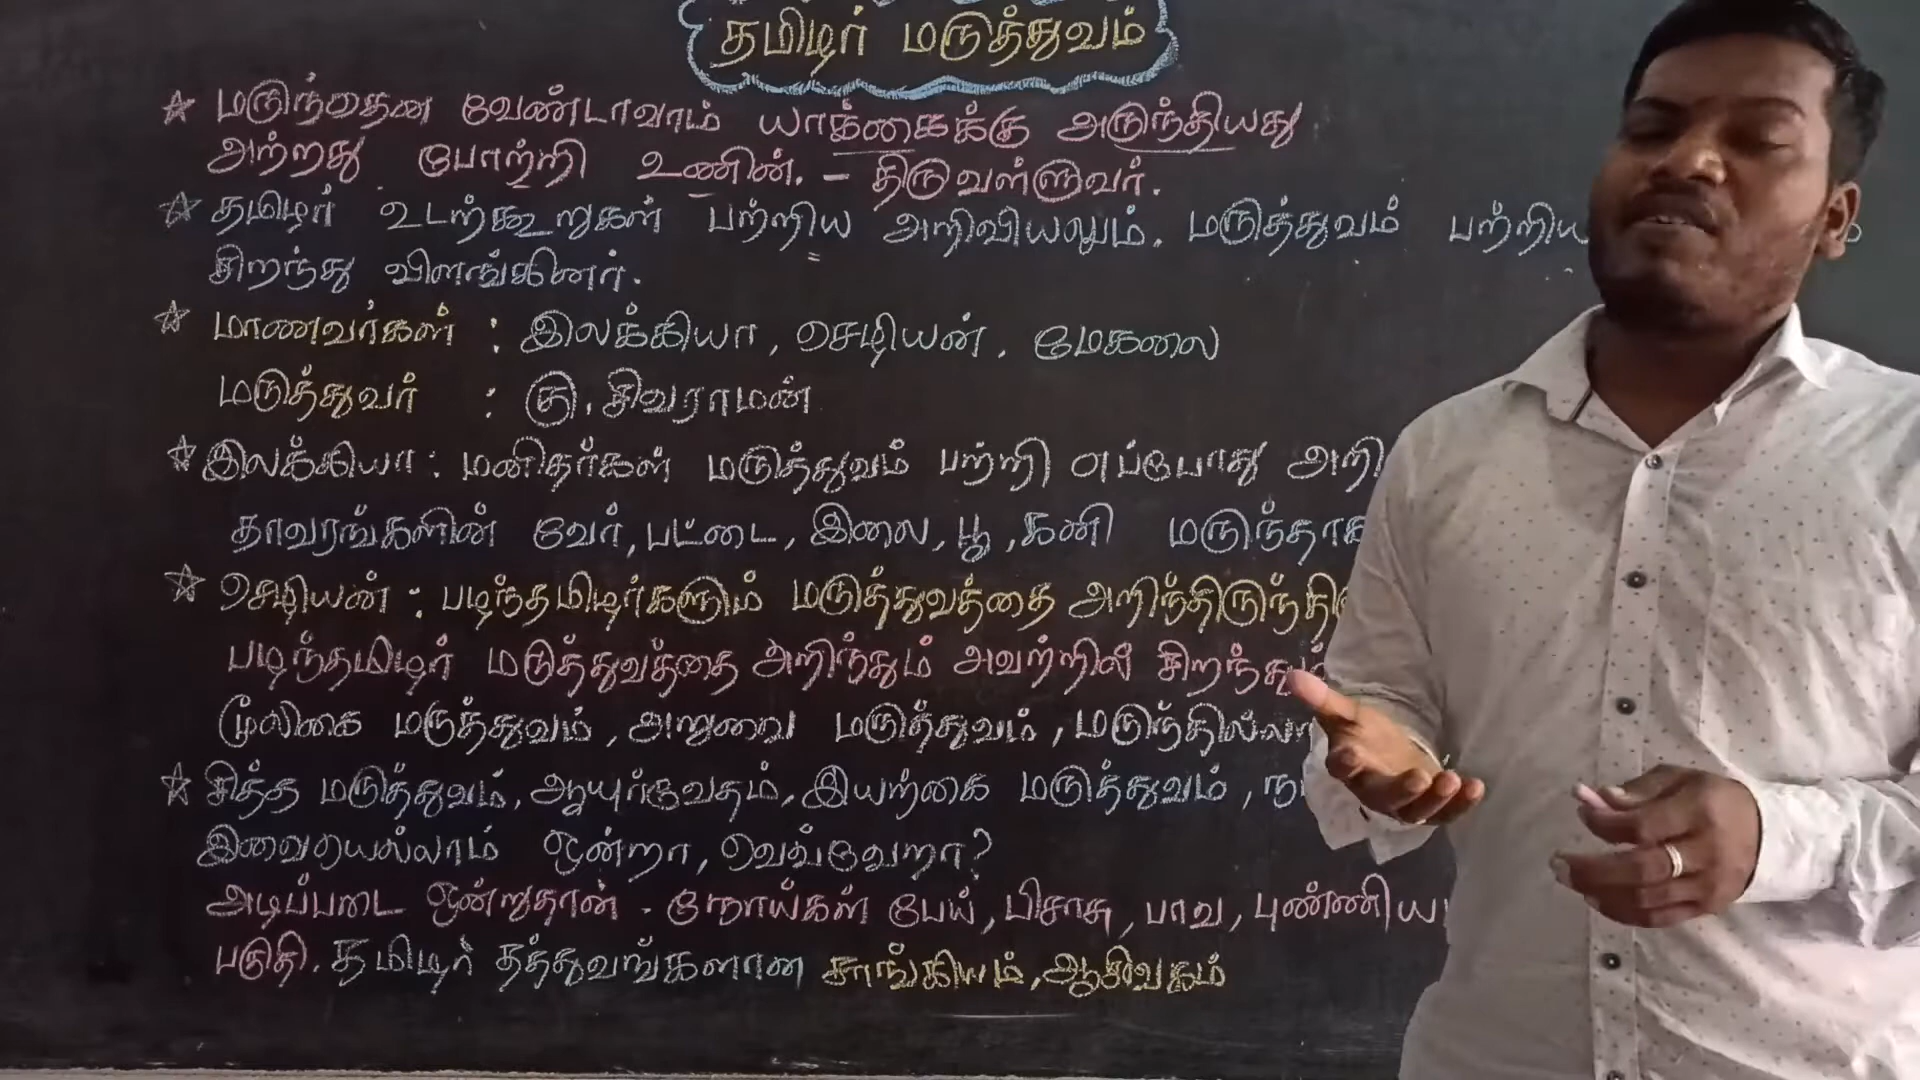 தமிழர் மருத்துவம்
☆ மருந்தென வேண்டாவாம் யாக்கைக்கு அருந்தியது
அற்றது போற்றி உணின். – திருவள்ளுவர்.
☆ தமிழர் உடற்கூறுகள் பற்றிய அறிவியலும். மருத்துவம் பற்றிய
சிறந்து விளங்கினர்.
☆ மாணவர்கள் : இலக்கியா, செழியன், மேகலை
மருத்துவர் : கு. சிவராமன்
☆ இலக்கியா : மனிதர்கள் மருத்துவம் பற்றி எப்போது அறி
தாவரங்களின் வேர், பட்டை, இலை, பூ, கனி மருந்தாக
☆ செழியன் : பழந்தமிழர்களும் மருத்துவத்தை அறிந்திருந்தி
பழந்தமிழர் மருத்துவத்தை அறிந்தும் அவற்றில் சிறந்து
மூலிகை மருத்துவம், அறுவை மருத்துவம், மருந்தில்லா
☆ சித்த மருத்துவம், ஆயுர்வேதம், இயற்கை மருத்துவம்,
இவையெல்லாம் ஒன்றா, வெவ்வேறா?
அடிப்படை ஒன்றுதான் - நோய்கள் பேய், பிசாசு, பாவ, புண்ணிய
பகுதி. தமிழர் தத்துவங்களான சாங்கியம், ஆசிவகம்